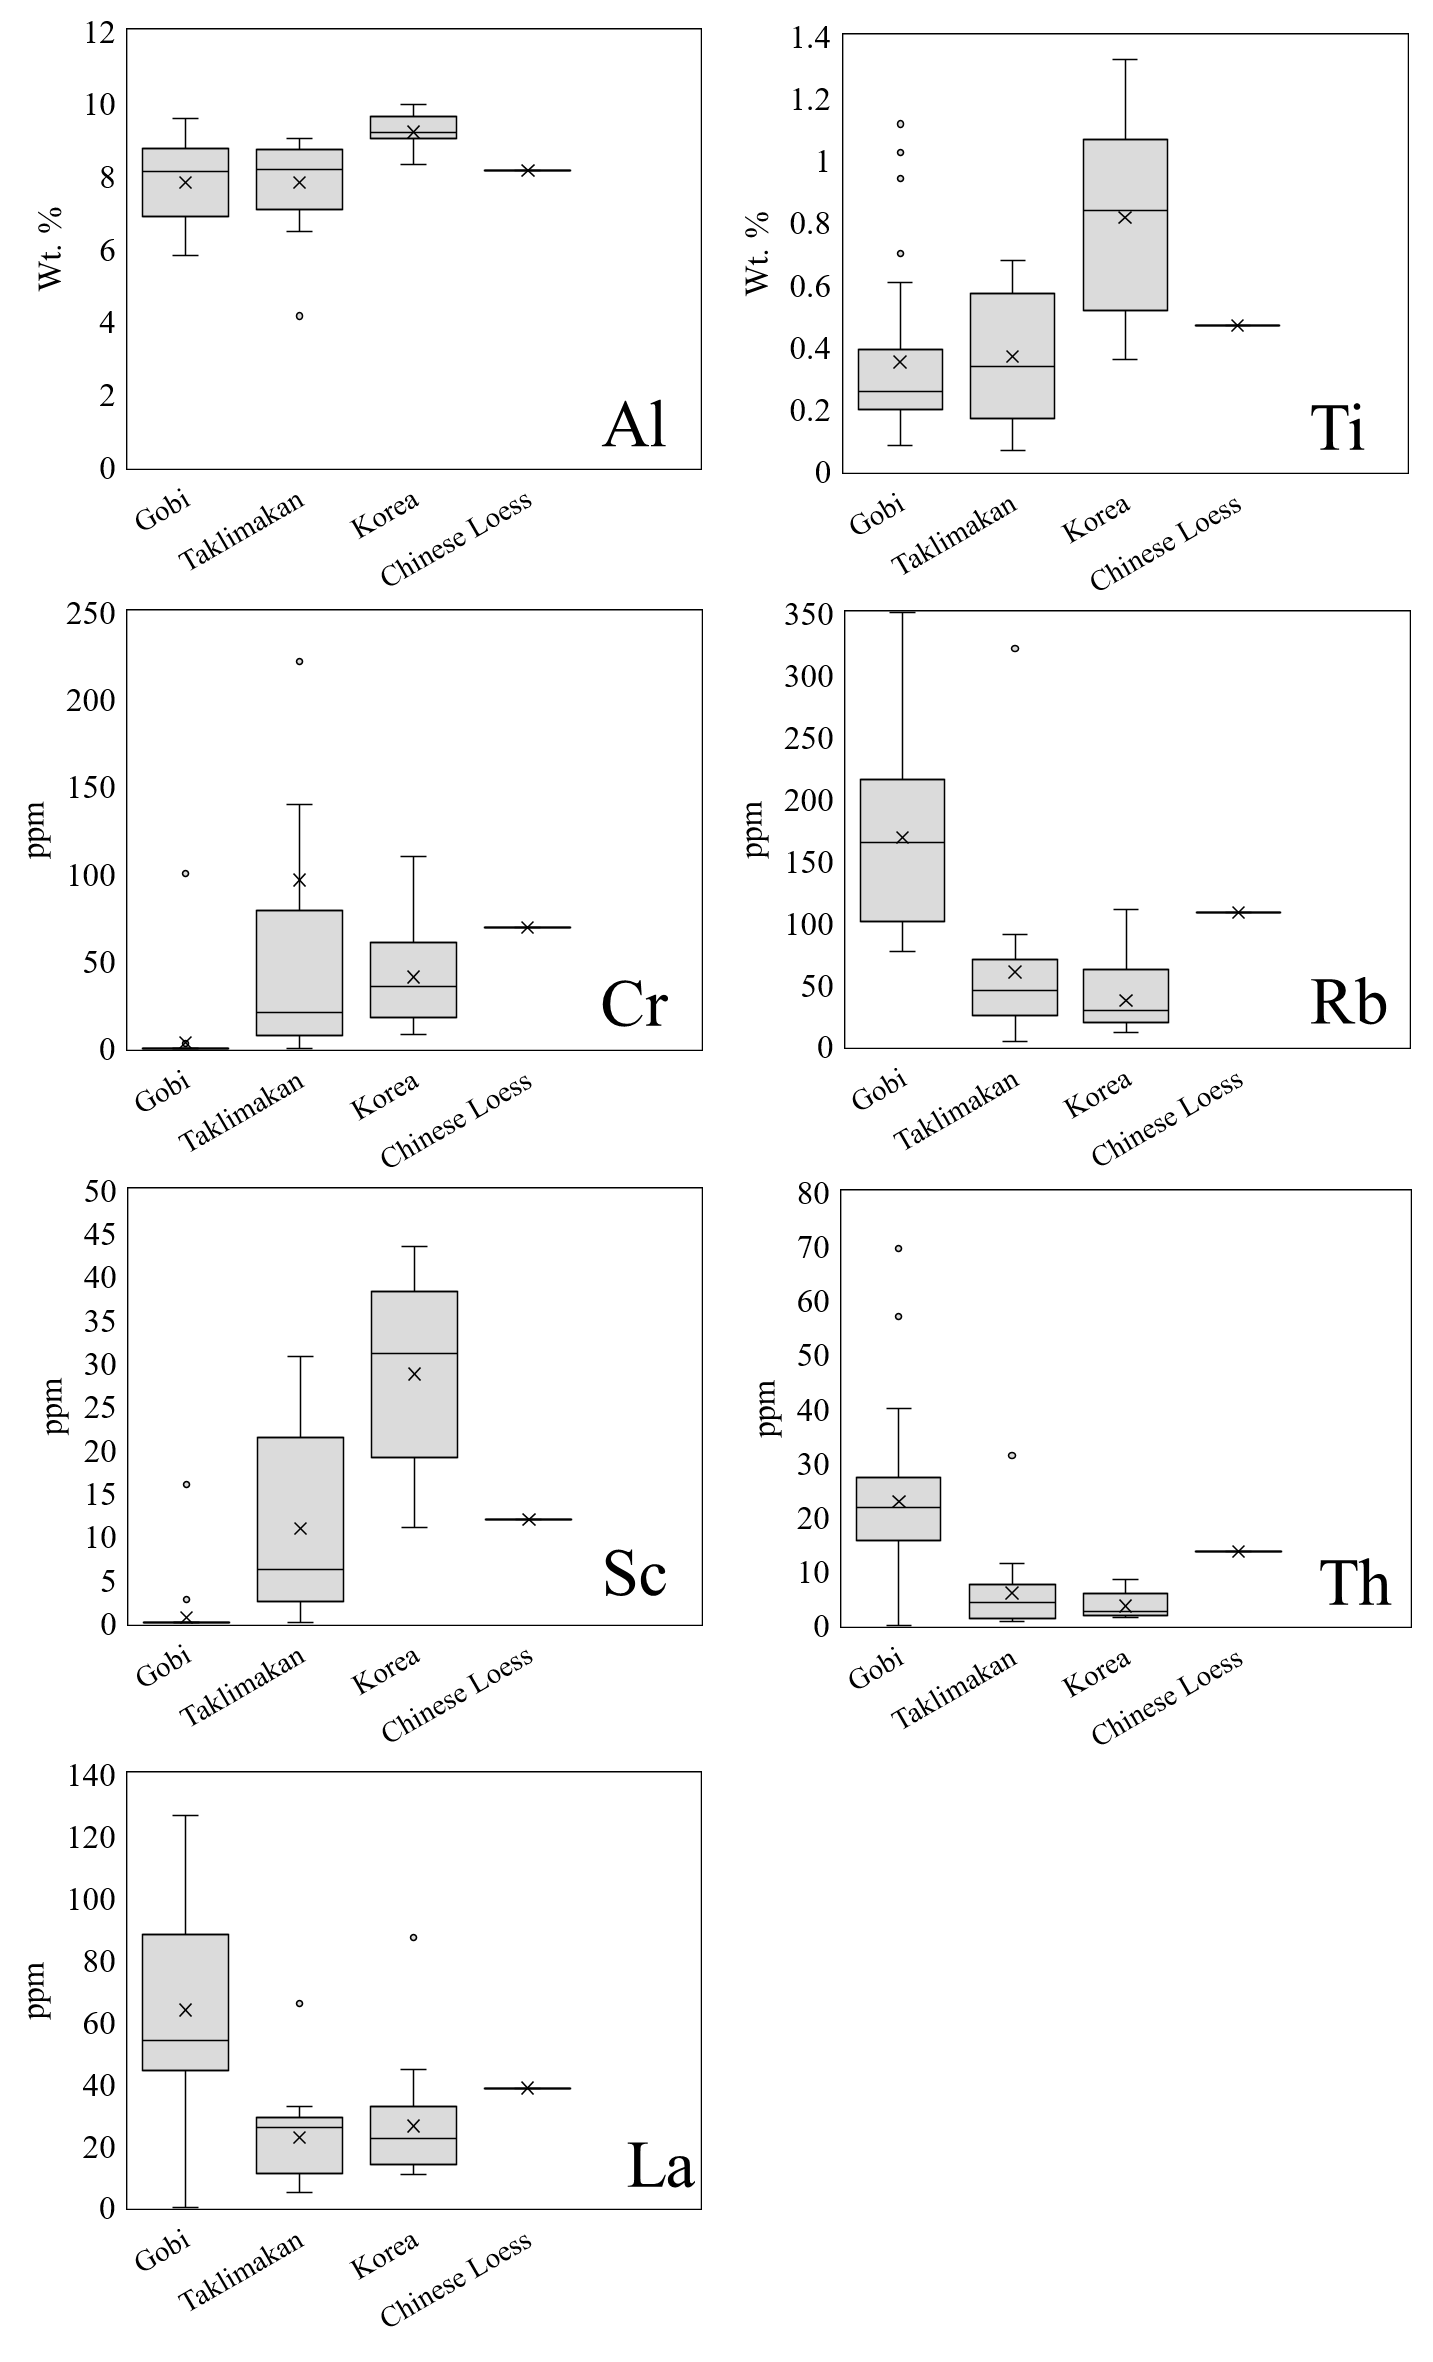 12
10
8
6
4
2
0
Wt. %
Al
Gobi
Taklimakan
Korea
Chinese Loess
1.4
1.2
1
0.8
0.6
0.4
0.2
0
Wt. %
Ti
Gobi
Taklimakan
Korea
Chinese Loess
250
200
150
100
50
0
ppm
Cr
Gobi
Taklimakan
Korea
Chinese Loess
350
300
250
200
150
100
50
0
ppm
Rb
Gobi
Taklimakan
Korea
Chinese Loess
50
45
40
35
30
25
20
15
10
5
0
ppm
Sc
Gobi
Taklimakan
Korea
Chinese Loess
80
70
60
50
40
30
20
10
0
ppm
Th
Gobi
Taklimakan
Korea
Chinese Loess
140
120
100
80
60
40
20
0
ppm
La
Gobi
Taklimakan
Korea
Chinese Loess